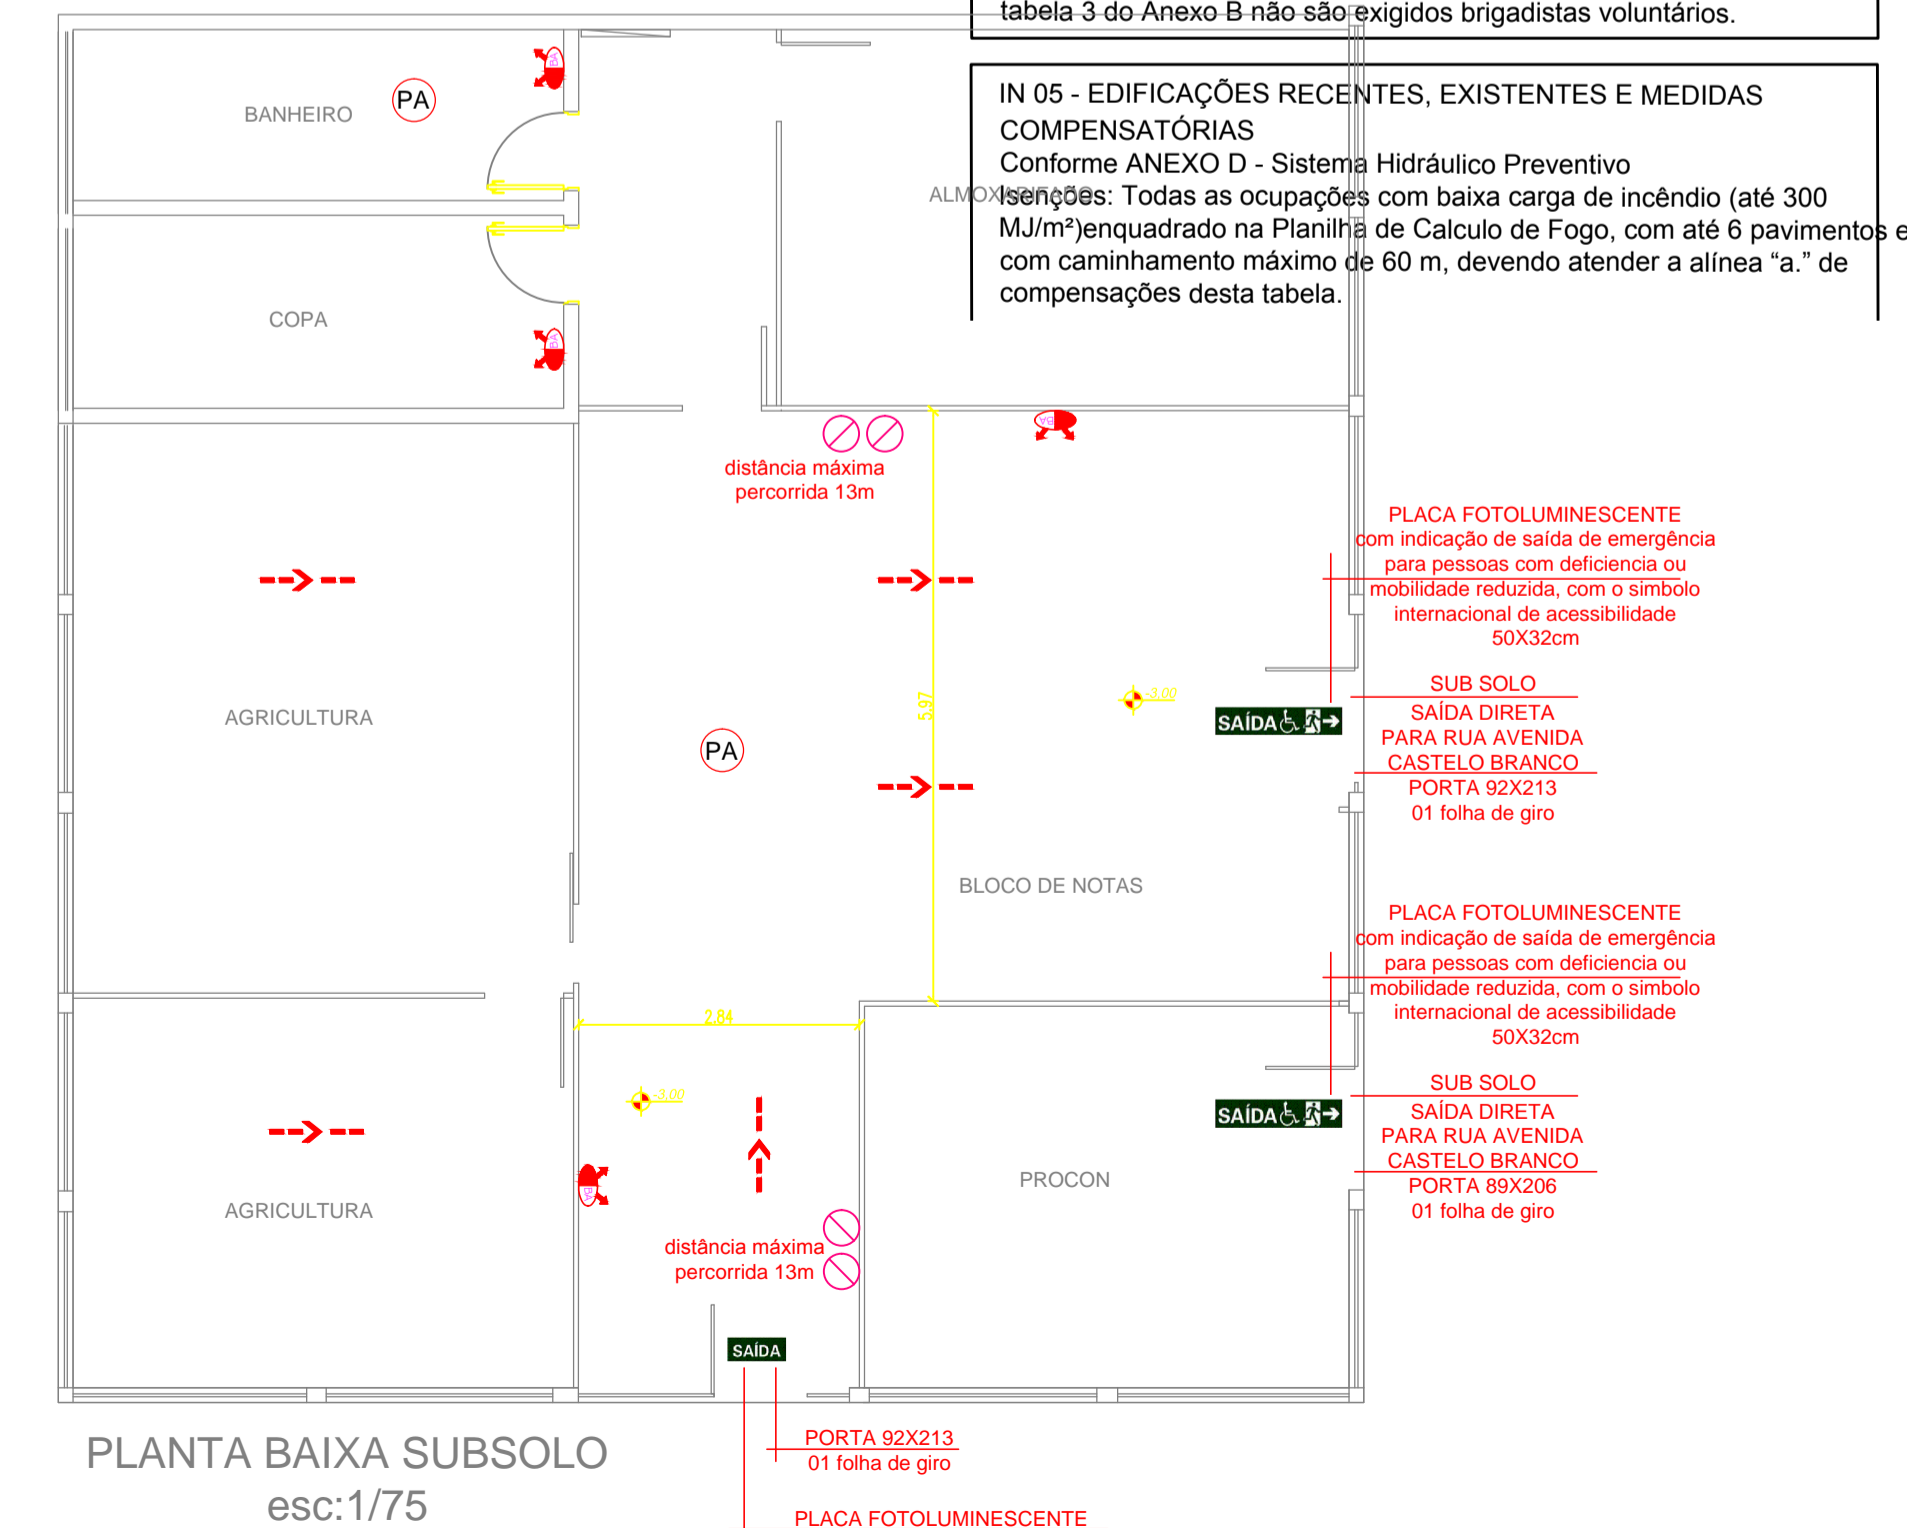 tabela 3 do Anexo B não são exigidos brigadistas voluntários.
IN 05 - EDIFICAÇÕES RECENTES, EXISTENTES E MEDIDAS
COMPENSATÓRIAS
Conforme ANEXO D - Sistema Hidráulico Preventivo
Isenções: Todas as ocupações com baixa carga de incêndio (até 300
MJ/m²)enquadrado na Planilha de Calculo de Fogo, com até 6 pavimentos e
com caminhamento máximo de 60 m, devendo atender a alínea “a.” de
compensações desta tabela.
BANHEIRO
PA
BA
ALMOXARIFADO
COPA
BA
BA
distância máxima
percorrida 13m
PLACA FOTOLUMINESCENTE
com indicação de saída de emergência
para pessoas com deficiencia ou
mobilidade reduzida, com o simbolo
internacional de acessibilidade
50X32cm
AGRICULTURA
PA
5.97
-3,00
SAÍDA
SUB SOLO
SAÍDA DIRETA
PARA RUA AVENIDA
CASTELO BRANCO
PORTA 92X213
01 folha de giro
BLOCO DE NOTAS
PLACA FOTOLUMINESCENTE
com indicação de saída de emergência
para pessoas com deficiencia ou
mobilidade reduzida, com o simbolo
internacional de acessibilidade
50X32cm
2.84
-3,00
SAÍDA
SUB SOLO
SAÍDA DIRETA
PARA RUA AVENIDA
CASTELO BRANCO
PORTA 89X206
01 folha de giro
AGRICULTURA
BA
PROCON
distância máxima
percorrida 13m
SAÍDA
PORTA 92X213
01 folha de giro
PLACA FOTOLUMINESCENTE
PLANTA BAIXA SUBSOLO
esc:1/75